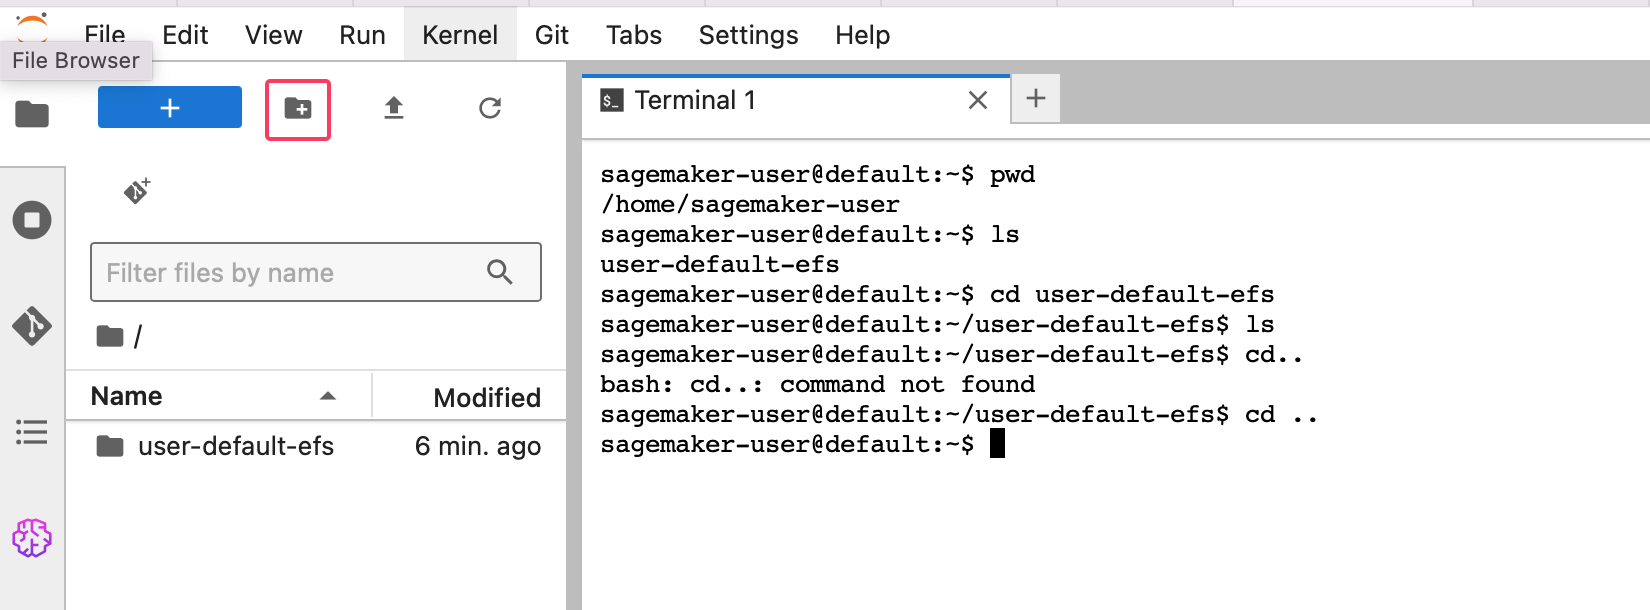 File Edit View Run Kernel Git Tabs Settings Help
File Browser
Terminal 1
Filter files by name
/
Name Modified
user-default-efs 6 min. ago
sagemaker-user@default:~$ pwd
/home/sagemaker-user
sagemaker-user@default:~$ ls
user-default-efs
sagemaker-user@default:~$ cd user-default-efs
sagemaker-user@default:~/user-default-efs$ ls
sagemaker-user@default:~/user-default-efs$ cd..
bash: cd..: command not found
sagemaker-user@default:~/user-default-efs$ cd ..
sagemaker-user@default:~$